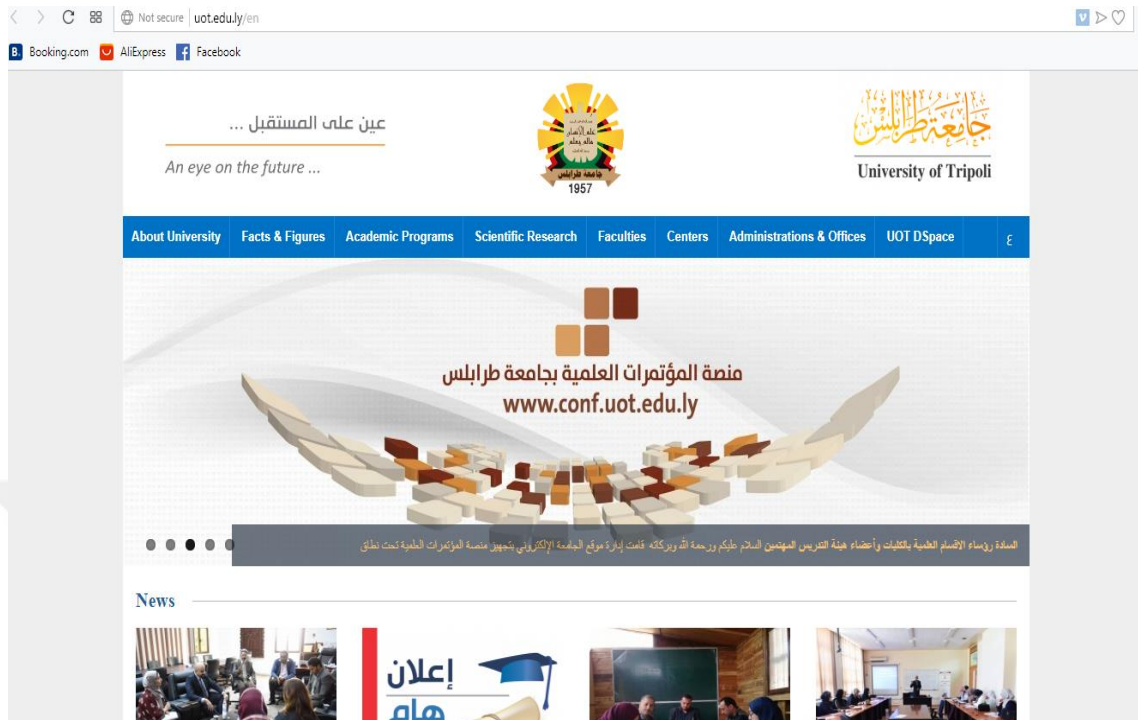 Not secure uot.edu.ly/en
Booking.com AliExpress Facebook
عين على المستقبل ...
An eye on the future ...
جامعة طرابلس
1957
جامعة طرابلس
University of Tripoli
About University Facts & Figures Academic Programs Scientific Research Faculties Centers Administrations & Offices UOT DSpace ع
منصة المؤتمرات العلمية بجامعة طرابلس
www.conf.uot.edu.ly
السادة رؤساء الاقسام العلمية بالكليات وأعضاء هيئة التدريس المهتمين السلام عليكم ورحمة الله وبركاته قامت إدارة موقع الجامعة الإلكتروني بتجهيز منصة المؤتمرات العلمية تحت نطاق
News
إعلان
هام